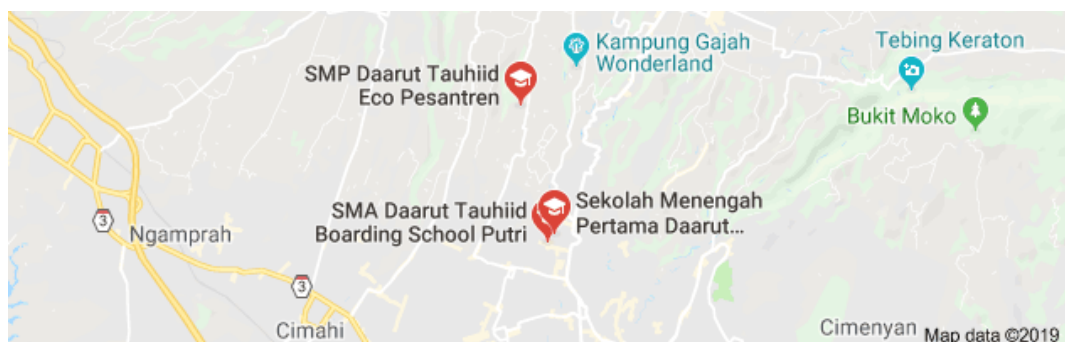 Kampung Gajah
Wonderland
Tebing Keraton
SMP Daarut Tauhiid
Eco Pesantren
Bukit Moko
SMA Daarut Tauhiid
Boarding School Putri
Sekolah Menengah
Pertama Daarut...
3
Ngamprah
3
Cimahi
Cimenyan
Map data ©2019